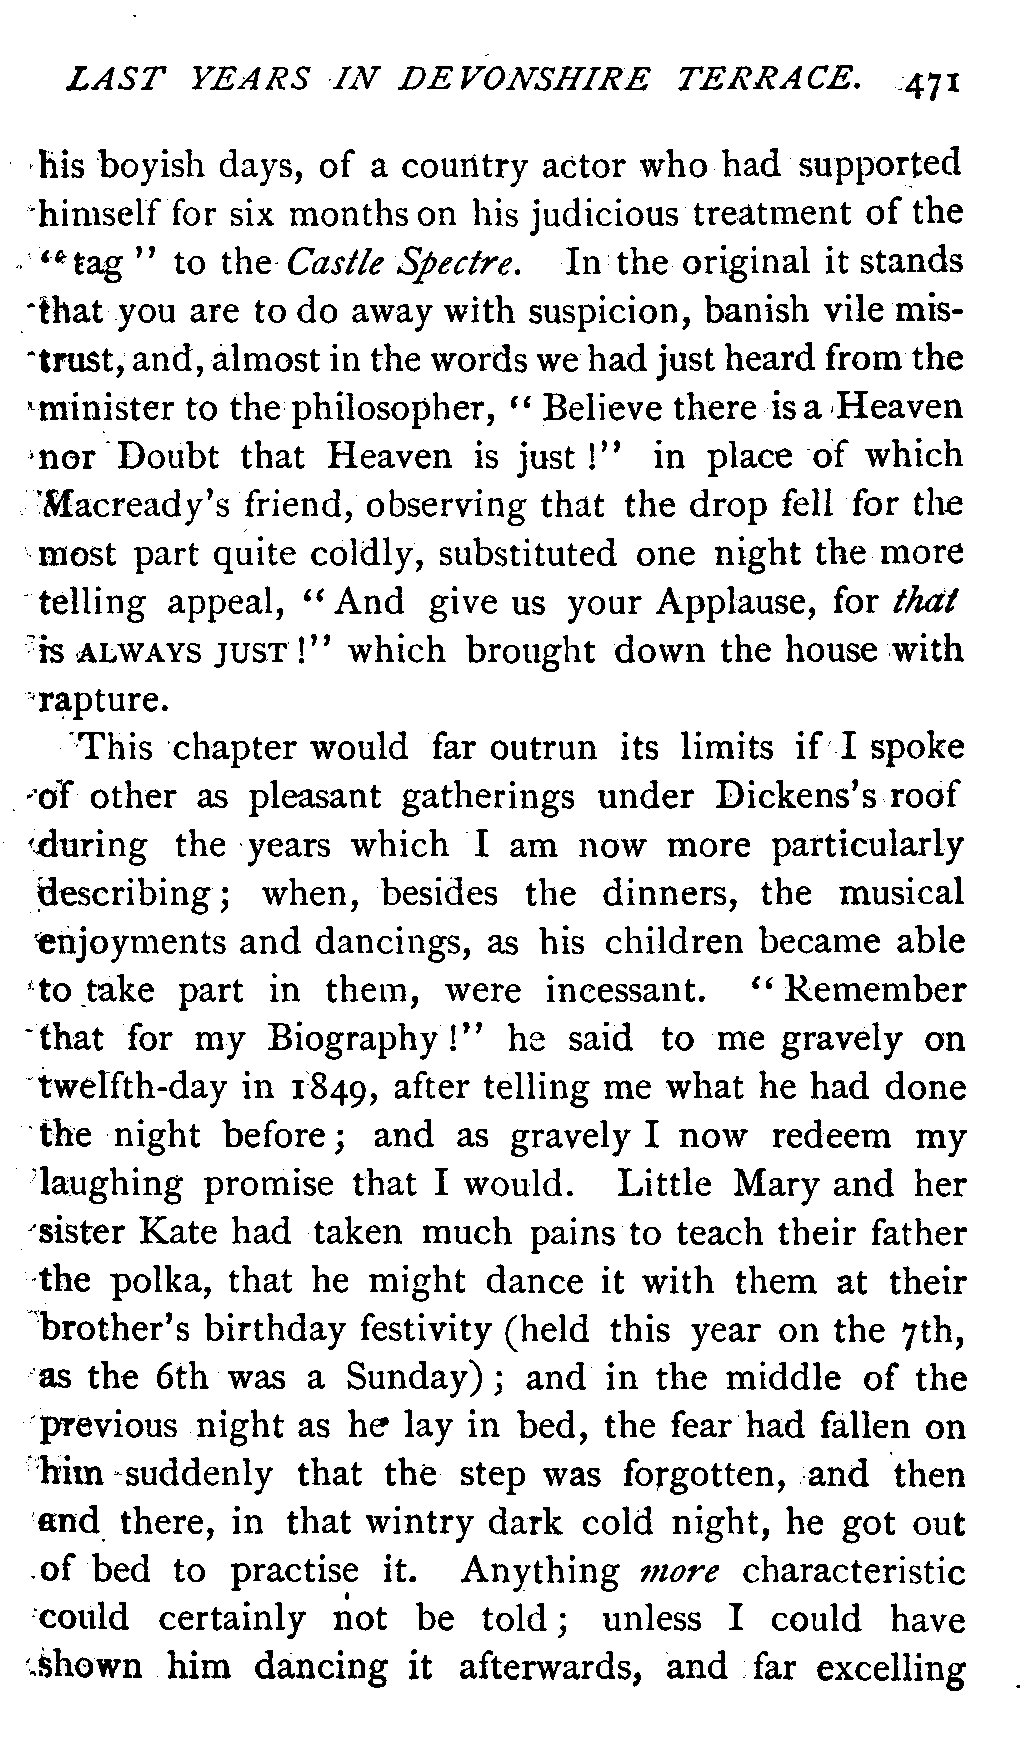 LAST YEARS IN DEVONSHIRE TERRACE. 471
his boyish days, of a country actor who had supported
himself for six months on his judicious treatment of the
“tag” to the Castle Spectre. In the original it stands
that you are to do away with suspicion, banish vile mis-
trust, and, almost in the words we had just heard from the
minister to the philosopher, “Believe there is a Heaven
nor Doubt that Heaven is just!” in place of which
Macready's friend, observing that the drop fell for the
most part quite coldly, substituted one night the more
telling appeal, “And give us your Applause, for that
is ALWAYS JUST!” which brought down the house with
rapture.
This chapter would far outrun its limits if I spoke
of other as pleasant gatherings under Dickens's roof
during the years which I am now more particularly
describing; when, besides the dinners, the musical
enjoyments and dancings, as his children became able
to take part in them, were incessant. “Remember
that for my Biography!” he said to me gravely on
twelfth-day in 1849, after telling me what he had done
the night before; and as gravely I now redeem my
laughing promise that I would. Little Mary and her
sister Kate had taken much pains to teach their father
the polka, that he might dance it with them at their
brother's birthday festivity (held this year on the 7th,
as the 6th was a Sunday); and in the middle of the
previous night as he lay in bed, the fear had fallen on
him suddenly that the step was forgotten, and then
and there, in that wintry dark cold night, he got out
of bed to practise it. Anything more characteristic
could certainly not be told; unless I could have
shown him dancing it afterwards, and far excelling